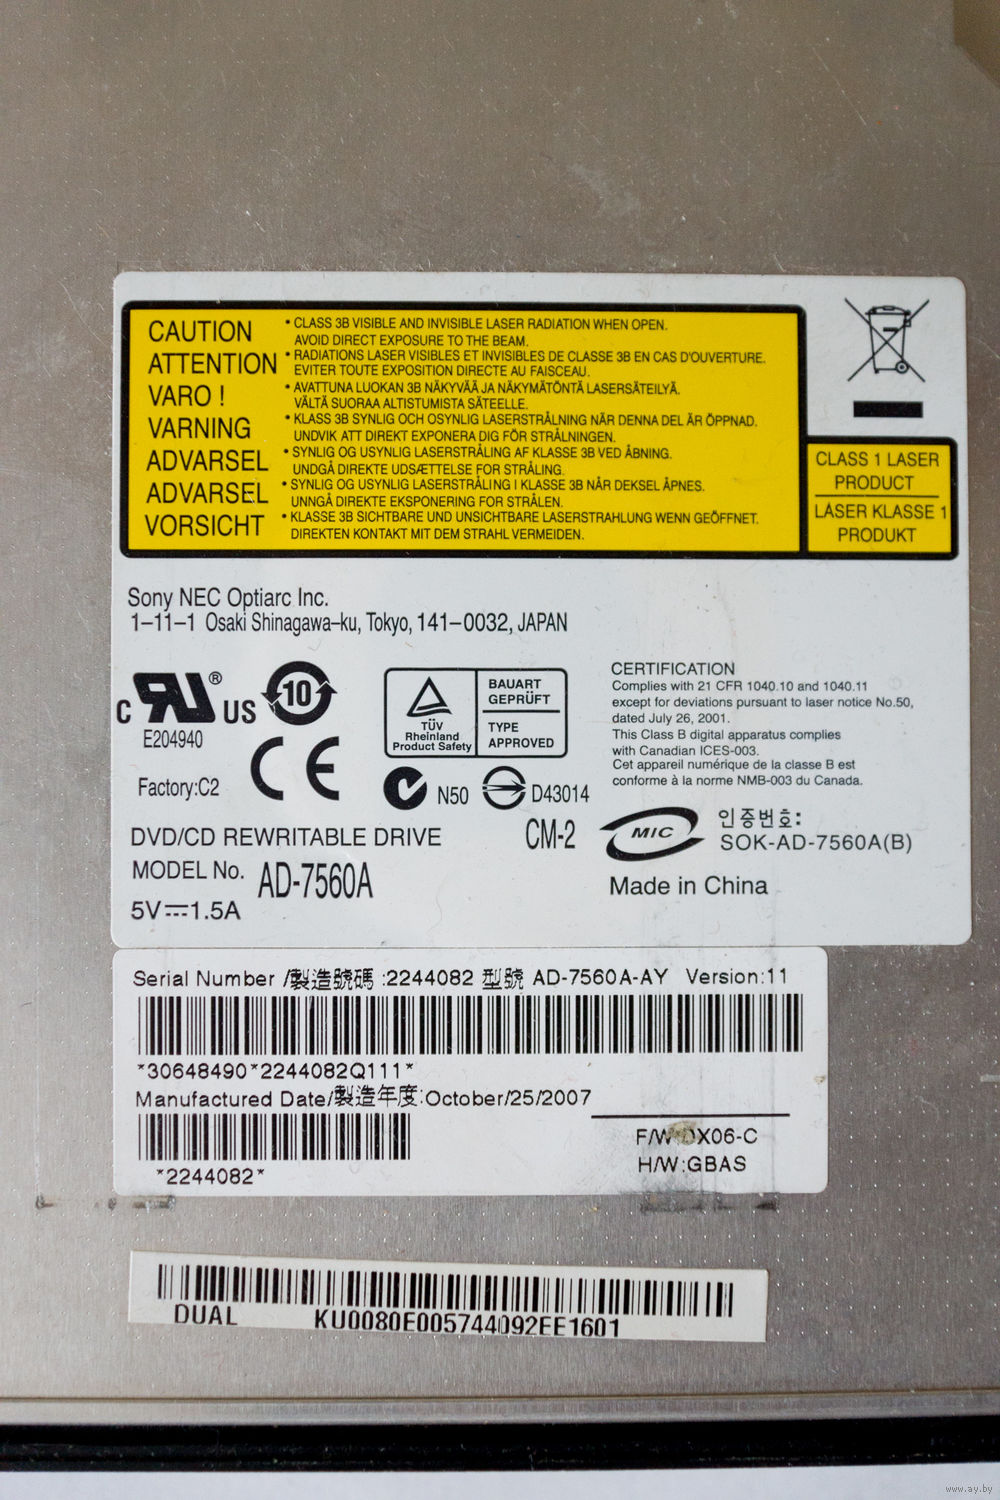 CAUTION
ATTENTION
VARO !
VARNING
ADVARSEL
ADVARSEL
VORSICHT
• CLASS 3B VISIBLE AND INVISIBLE LASER RADIATION WHEN OPEN.
AVOID DIRECT EXPOSURE TO THE BEAM.
• RADIATIONS LASER VISIBLES ET INVISIBLES DE CLASSE 3B EN CAS D'OUVERTURE.
EVITER TOUTE EXPOSITION DIRECTE AU FAISCEAU.
• AVATTUNA LUOKAN 3B NÄKYVÄÄ JA NÄKYMÄTÖNTÄ LASERSÄTEILYÄ.
VÄLTÄ SUORAA ALTISTUMISTA SÄTEELLE.
• KLASS 3B SYNLIG OCH OSYNLIG LASERSTRÅLNING NÄR DENNA DEL ÄR ÖPPNAD.
UNDVIK ATT DIREKT EXPONERA DIG FÖR STRÅLNINGEN.
• SYNLIG OG USYNLIG LASERSTRÅLING AF KLASSE 3B VED ÅBNING.
UNDGÅ DIREKTE UDSÆTTELSE FOR STRÅLING.
• SYNLIG OG USYNLIG LASERSTRÅLING I KLASSE 3B NÅR DEKSEL ÅPNES.
UNNGÅ DIREKTE EKSPONERING FOR STRÅLEN.
• KLASSE 3B SICHTBARE UND UNSICHTBARE LASERSTRAHLUNG WENN GEÖFFNET.
DIREKTEN KONTAKT MIT DEM STRAHL VERMEIDEN.
CLASS 1 LASER
PRODUCT
LASER KLASSE 1
PRODUKT
Sony NEC Optiarc Inc.
1-11-1 Osaki Shinagawa-ku, Tokyo, 141-0032, JAPAN
C RU® US
E204940
10
Factory:C2
CE
TÜV
Rheinland
Product Safety
BAUART
GEPRÜFT
TYPE
APPROVED
N50
D43014
CM-2
CERTIFICATION
Complies with 21 CFR 1040.10 and 1040.11
except for deviations pursuant to laser notice No.50,
dated July 26, 2001.
This Class B digital apparatus complies
with Canadian ICES-003.
Cet appareil numérique de la classe B est
conforme à la norme NMB-003 du Canada.
MIC
인증번호:
SOK-AD-7560A(B)
Made in China
DVD/CD REWRITABLE DRIVE
MODEL No. AD-7560A
5V⎓1.5A
Serial Number /製造號碼 :2244082 型號 AD-7560A-AY Version:11
*30648490*2244082Q111*
Manufactured Date/製造年度:October/25/2007
*2244082*
F/W:DX06-C
H/W:GBAS
DUAL KU0080E005744092EE1601
www.ay.by